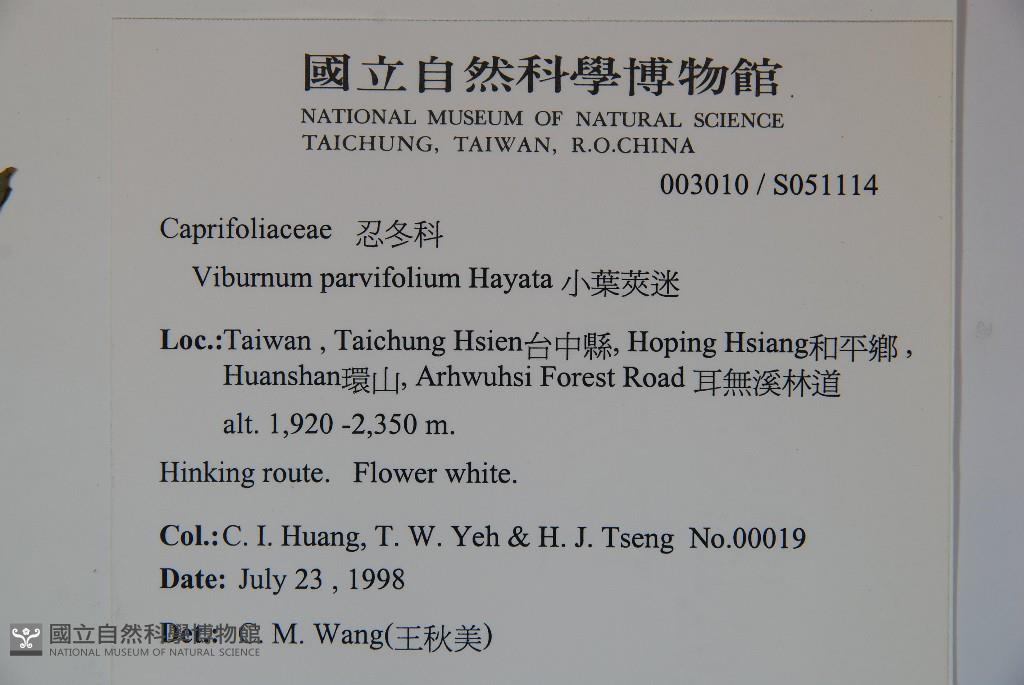 國立自然科學博物館
NATIONAL MUSEUM OF NATURAL SCIENCE
TAICHUNG, TAIWAN, R.O.CHINA
003010 / S051114
Caprifoliaceae 忍冬科
Viburnum parvifolium Hayata 小葉莢迷
Loc.:Taiwan , Taichung Hsien台中縣, Hoping Hsiang和平鄉 ,
Huanshan環山, Arhwuhsi Forest Road 耳無溪林道
alt. 1,920 -2,350 m.
Hinking route. Flower white.
Col.:C. I. Huang, T. W. Yeh & H. J. Tseng No.00019
Date: July 23 , 1998
Det.: C. M. Wang(王秋美)
國立自然科學博物館
NATIONAL MUSEUM OF NATURAL SCIENCE